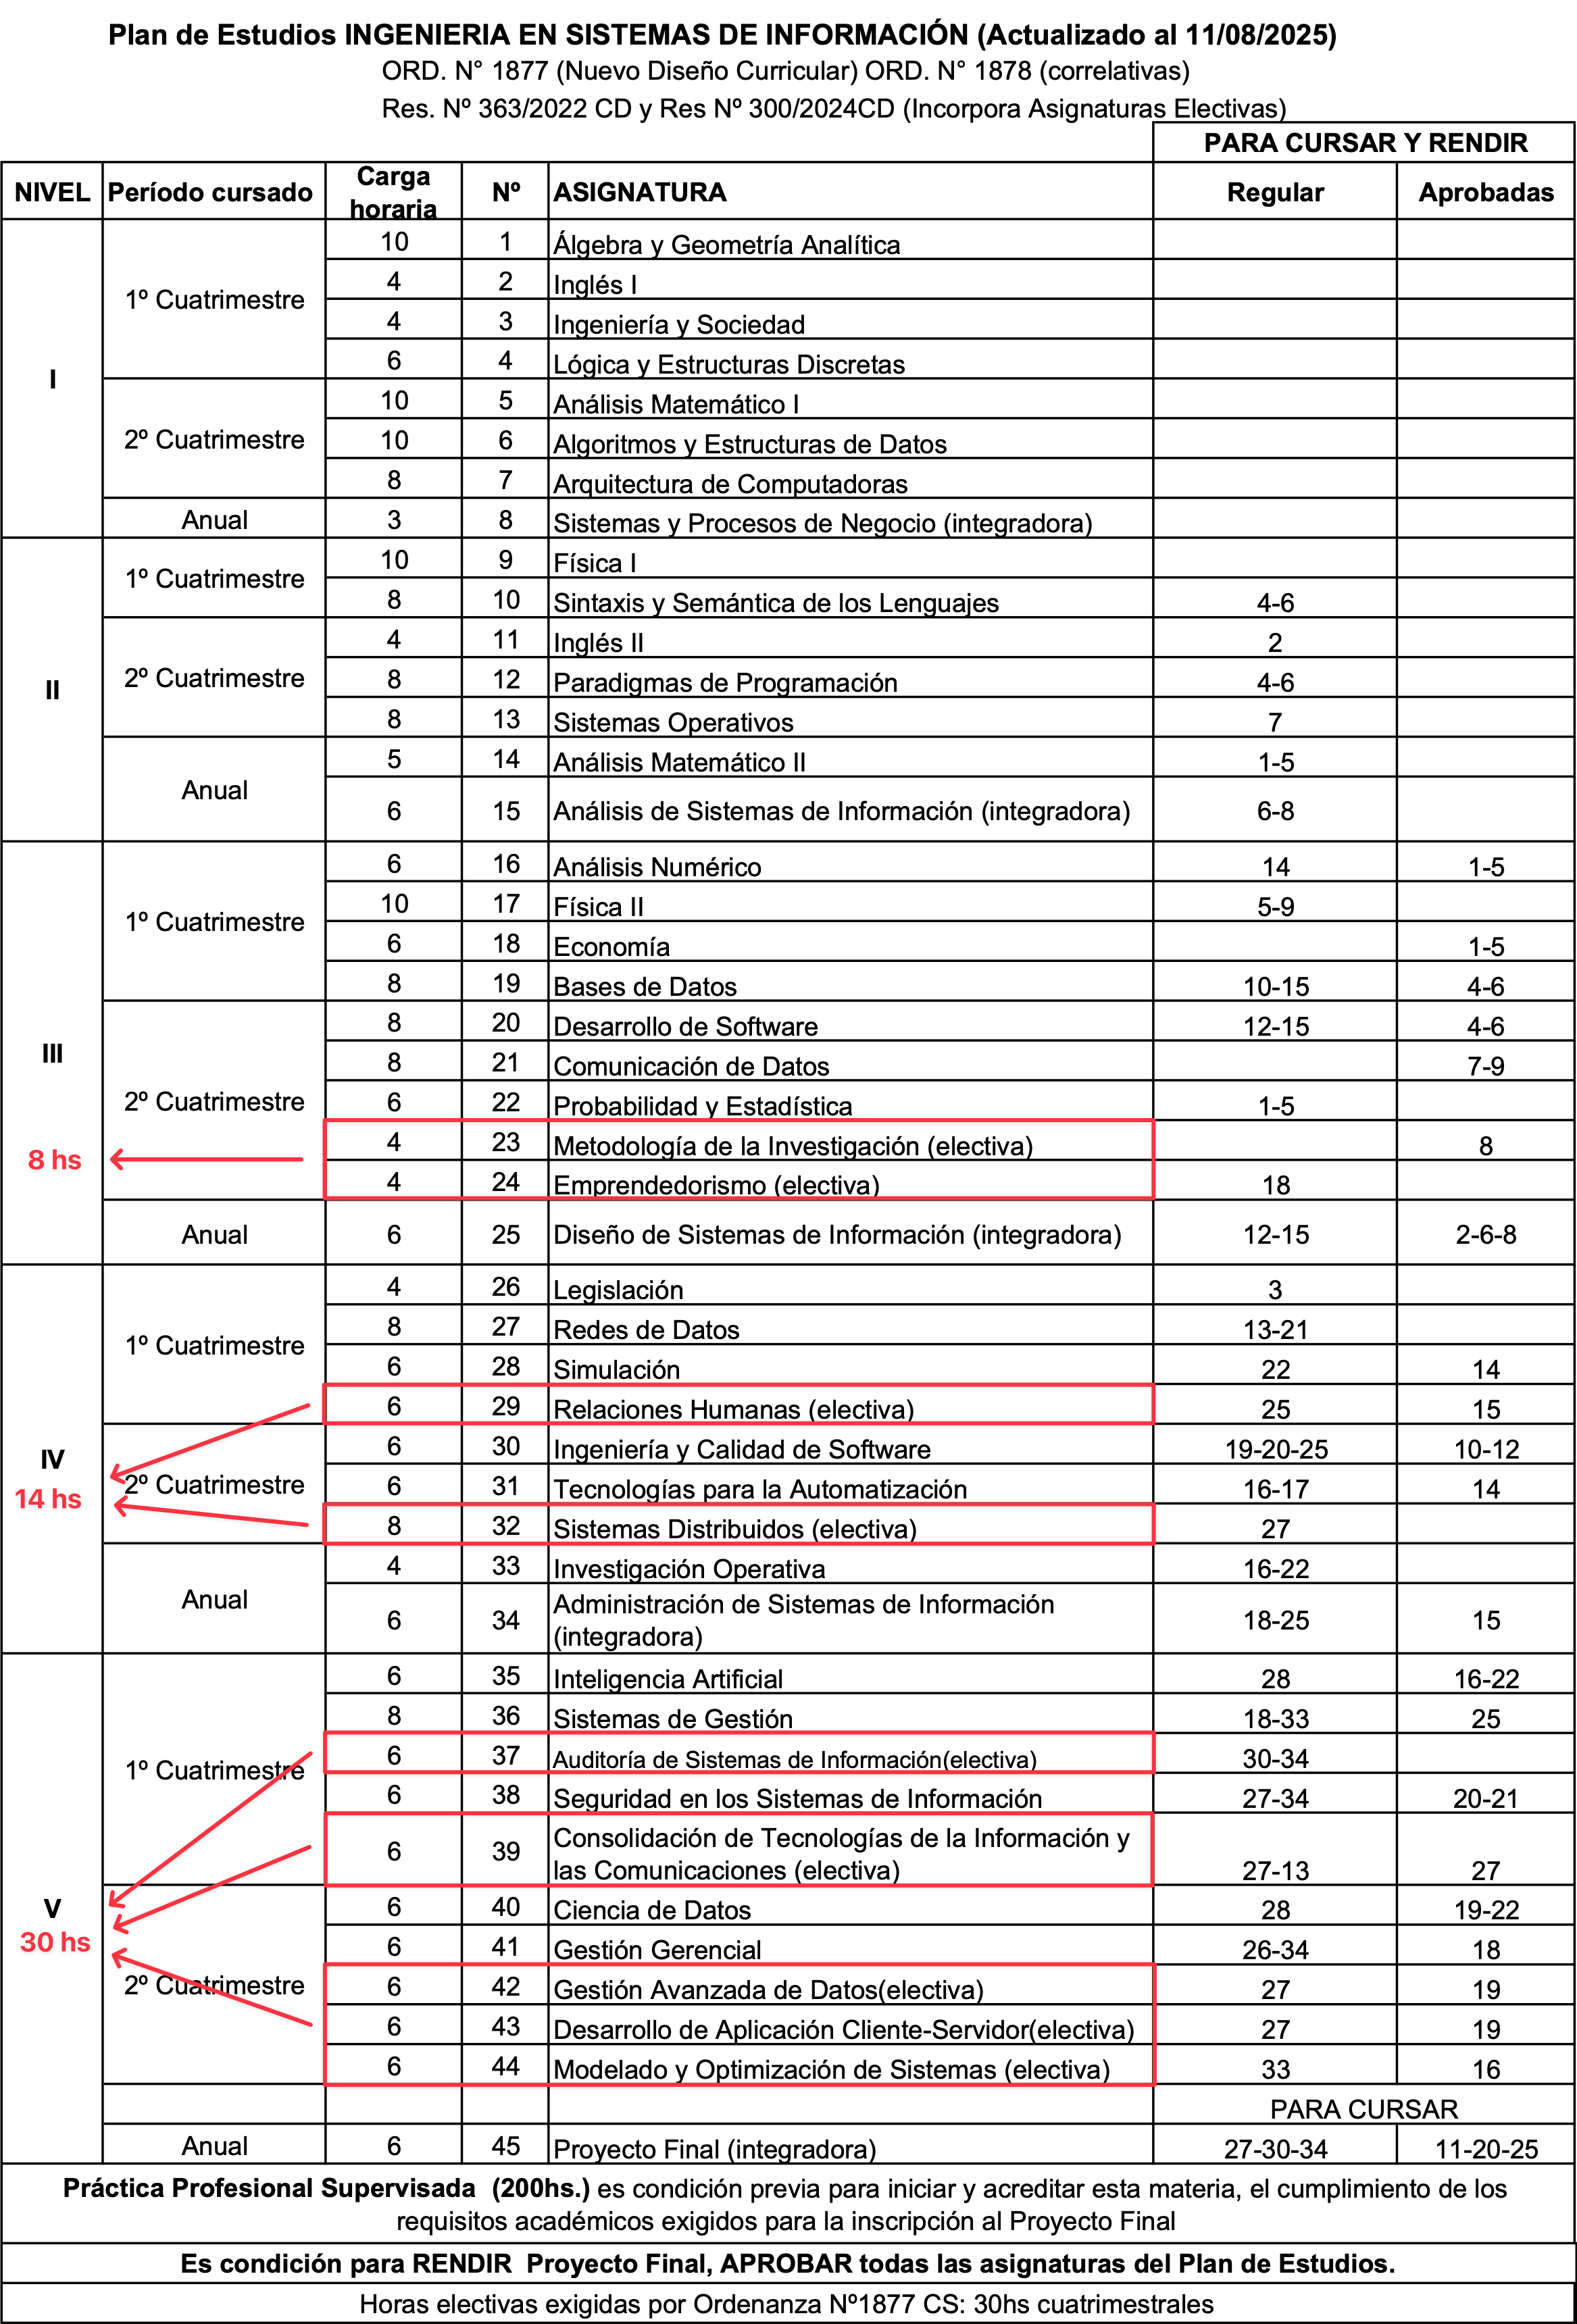 Plan de Estudios INGENIERIA EN SISTEMAS DE INFORMACIÓN (Actualizado al 11/08/2025)
ORD. N° 1877 (Nuevo Diseño Curricular) ORD. N° 1878 (correlativas)
Res. Nº 363/2022 CD y Res Nº 300/2024CD (Incorpora Asignaturas Electivas)
PARA CURSAR Y RENDIR
NIVEL Período cursado Carga horaria Nº ASIGNATURA Regular Aprobadas
I
1º Cuatrimestre
10 1 Álgebra y Geometría Analítica
4 2 Inglés I
4 3 Ingeniería y Sociedad
6 4 Lógica y Estructuras Discretas
2º Cuatrimestre
10 5 Análisis Matemático I
10 6 Algoritmos y Estructuras de Datos
8 7 Arquitectura de Computadoras
Anual 3 8 Sistemas y Procesos de Negocio (integradora)
II
1º Cuatrimestre
10 9 Física I
8 10 Sintaxis y Semántica de los Lenguajes 4-6
2º Cuatrimestre
4 11 Inglés II 2
8 12 Paradigmas de Programación 4-6
8 13 Sistemas Operativos 7
Anual
5 14 Análisis Matemático II 1-5
6 15 Análisis de Sistemas de Información (integradora) 6-8
III
8 hs
1º Cuatrimestre
6 16 Análisis Numérico 14 1-5
10 17 Física II 5-9
6 18 Economía 1-5
8 19 Bases de Datos 10-15 4-6
2º Cuatrimestre
8 20 Desarrollo de Software 12-15 4-6
8 21 Comunicación de Datos 7-9
6 22 Probabilidad y Estadística 1-5
4 23 Metodología de la Investigación (electiva) 8
4 24 Emprendedorismo (electiva) 18
Anual 6 25 Diseño de Sistemas de Información (integradora) 12-15 2-6-8
IV
14 hs
1º Cuatrimestre
4 26 Legislación 3
8 27 Redes de Datos 13-21
6 28 Simulación 22 14
6 29 Relaciones Humanas (electiva) 25 15
2º Cuatrimestre
6 30 Ingeniería y Calidad de Software 19-20-25 10-12
6 31 Tecnologías para la Automatización 16-17 14
8 32 Sistemas Distribuidos (electiva) 27
Anual
4 33 Investigación Operativa 16-22
6 34 Administración de Sistemas de Información
(integradora) 18-25 15
V
30 hs
1º Cuatrimestre
6 35 Inteligencia Artificial 28 16-22
8 36 Sistemas de Gestión 18-33 25
6 37 Auditoría de Sistemas de Información(electiva) 30-34
6 38 Seguridad en los Sistemas de Información 27-34 20-21
6 39 Consolidación de Tecnologías de la Información y
las Comunicaciones (electiva) 27-13 27
2º Cuatrimestre
6 40 Ciencia de Datos 28 19-22
6 41 Gestión Gerencial 26-34 18
6 42 Gestión Avanzada de Datos(electiva) 27 19
6 43 Desarrollo de Aplicación Cliente-Servidor(electiva) 27 19
6 44 Modelado y Optimización de Sistemas (electiva) 33 16
PARA CURSAR
Anual 6 45 Proyecto Final (integradora) 27-30-34 11-20-25
Práctica Profesional Supervisada (200hs.) es condición previa para iniciar y acreditar esta materia, el cumplimiento de los
requisitos académicos exigidos para la inscripción al Proyecto Final
Es condición para RENDIR Proyecto Final, APROBAR todas las asignaturas del Plan de Estudios.
Horas electivas exigidas por Ordenanza Nº1877 CS: 30hs cuatrimestrales